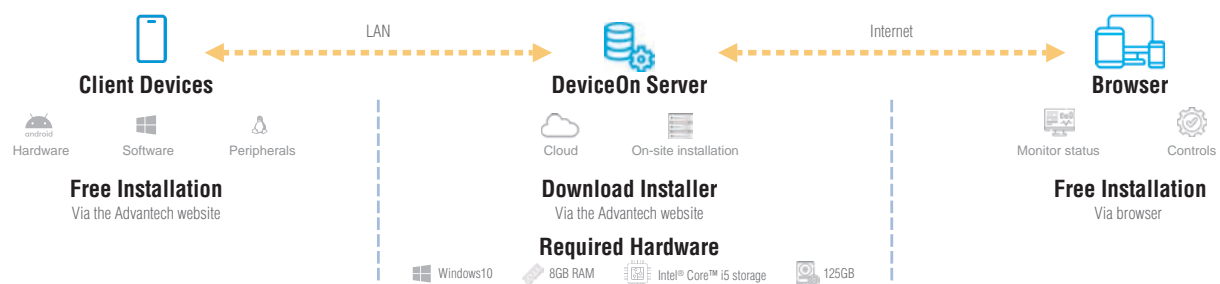 LAN
Internet
Client Devices
DeviceOn Server
Browser
android
Hardware
Software
Peripherals
Cloud
On-site installation
Monitor status
Controls
Free Installation
Via the Advantech website
Download Installer
Via the Advantech website
Free Installation
Via browser
Required Hardware
Windows10
8GB RAM
Intel® Core™ i5 storage
125GB